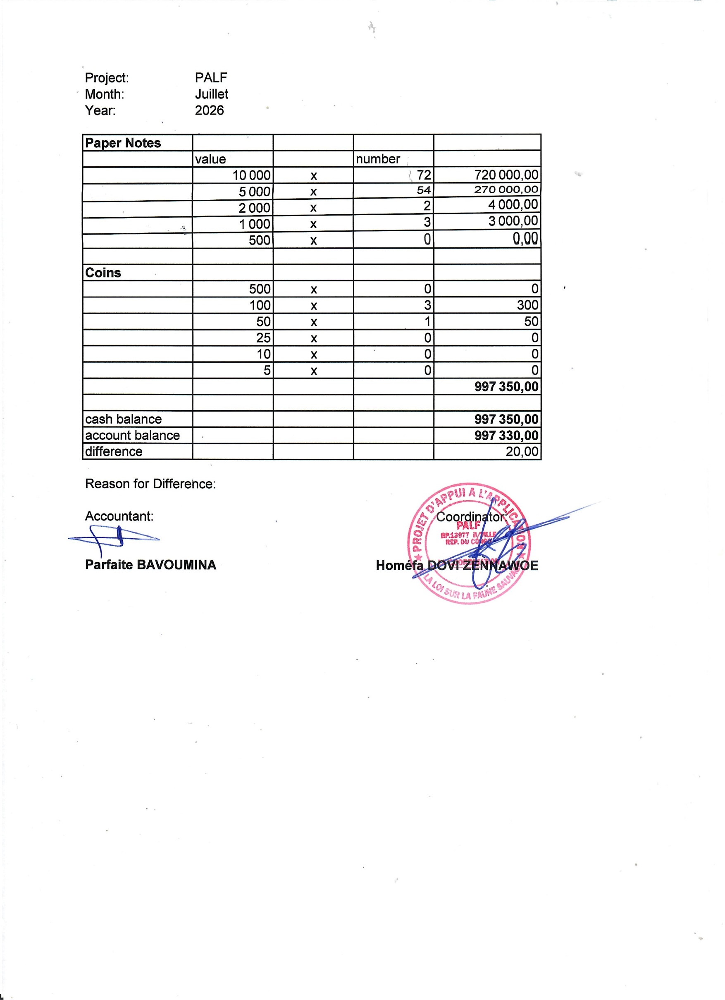 Project: PALF
Month: Juillet
Year: 2026
Paper Notes
value number
10 000 x 72 720 000,00
5 000 x 54 270 000,00
2 000 x 2 4 000,00
1 000 x 3 3 000,00
500 x 0 0,00
Coins
500 x 0 0
100 x 3 300
50 x 1 50
25 x 0 0
10 x 0 0
5 x 0 0
997 350,00
cash balance 997 350,00
account balance 997 330,00
difference 20,00
Reason for Difference:
Accountant: Coordinator:
PROJET D'APPUI A L'APPLICATION
PALF
BP.13977 B/VILLE
REP. DU CONGO
COORDINATION
LA LOI SUR LA FAUNE SAUVAGE
Parfaite BAVOUMINA Homéfa DOVI ZENNAWOE